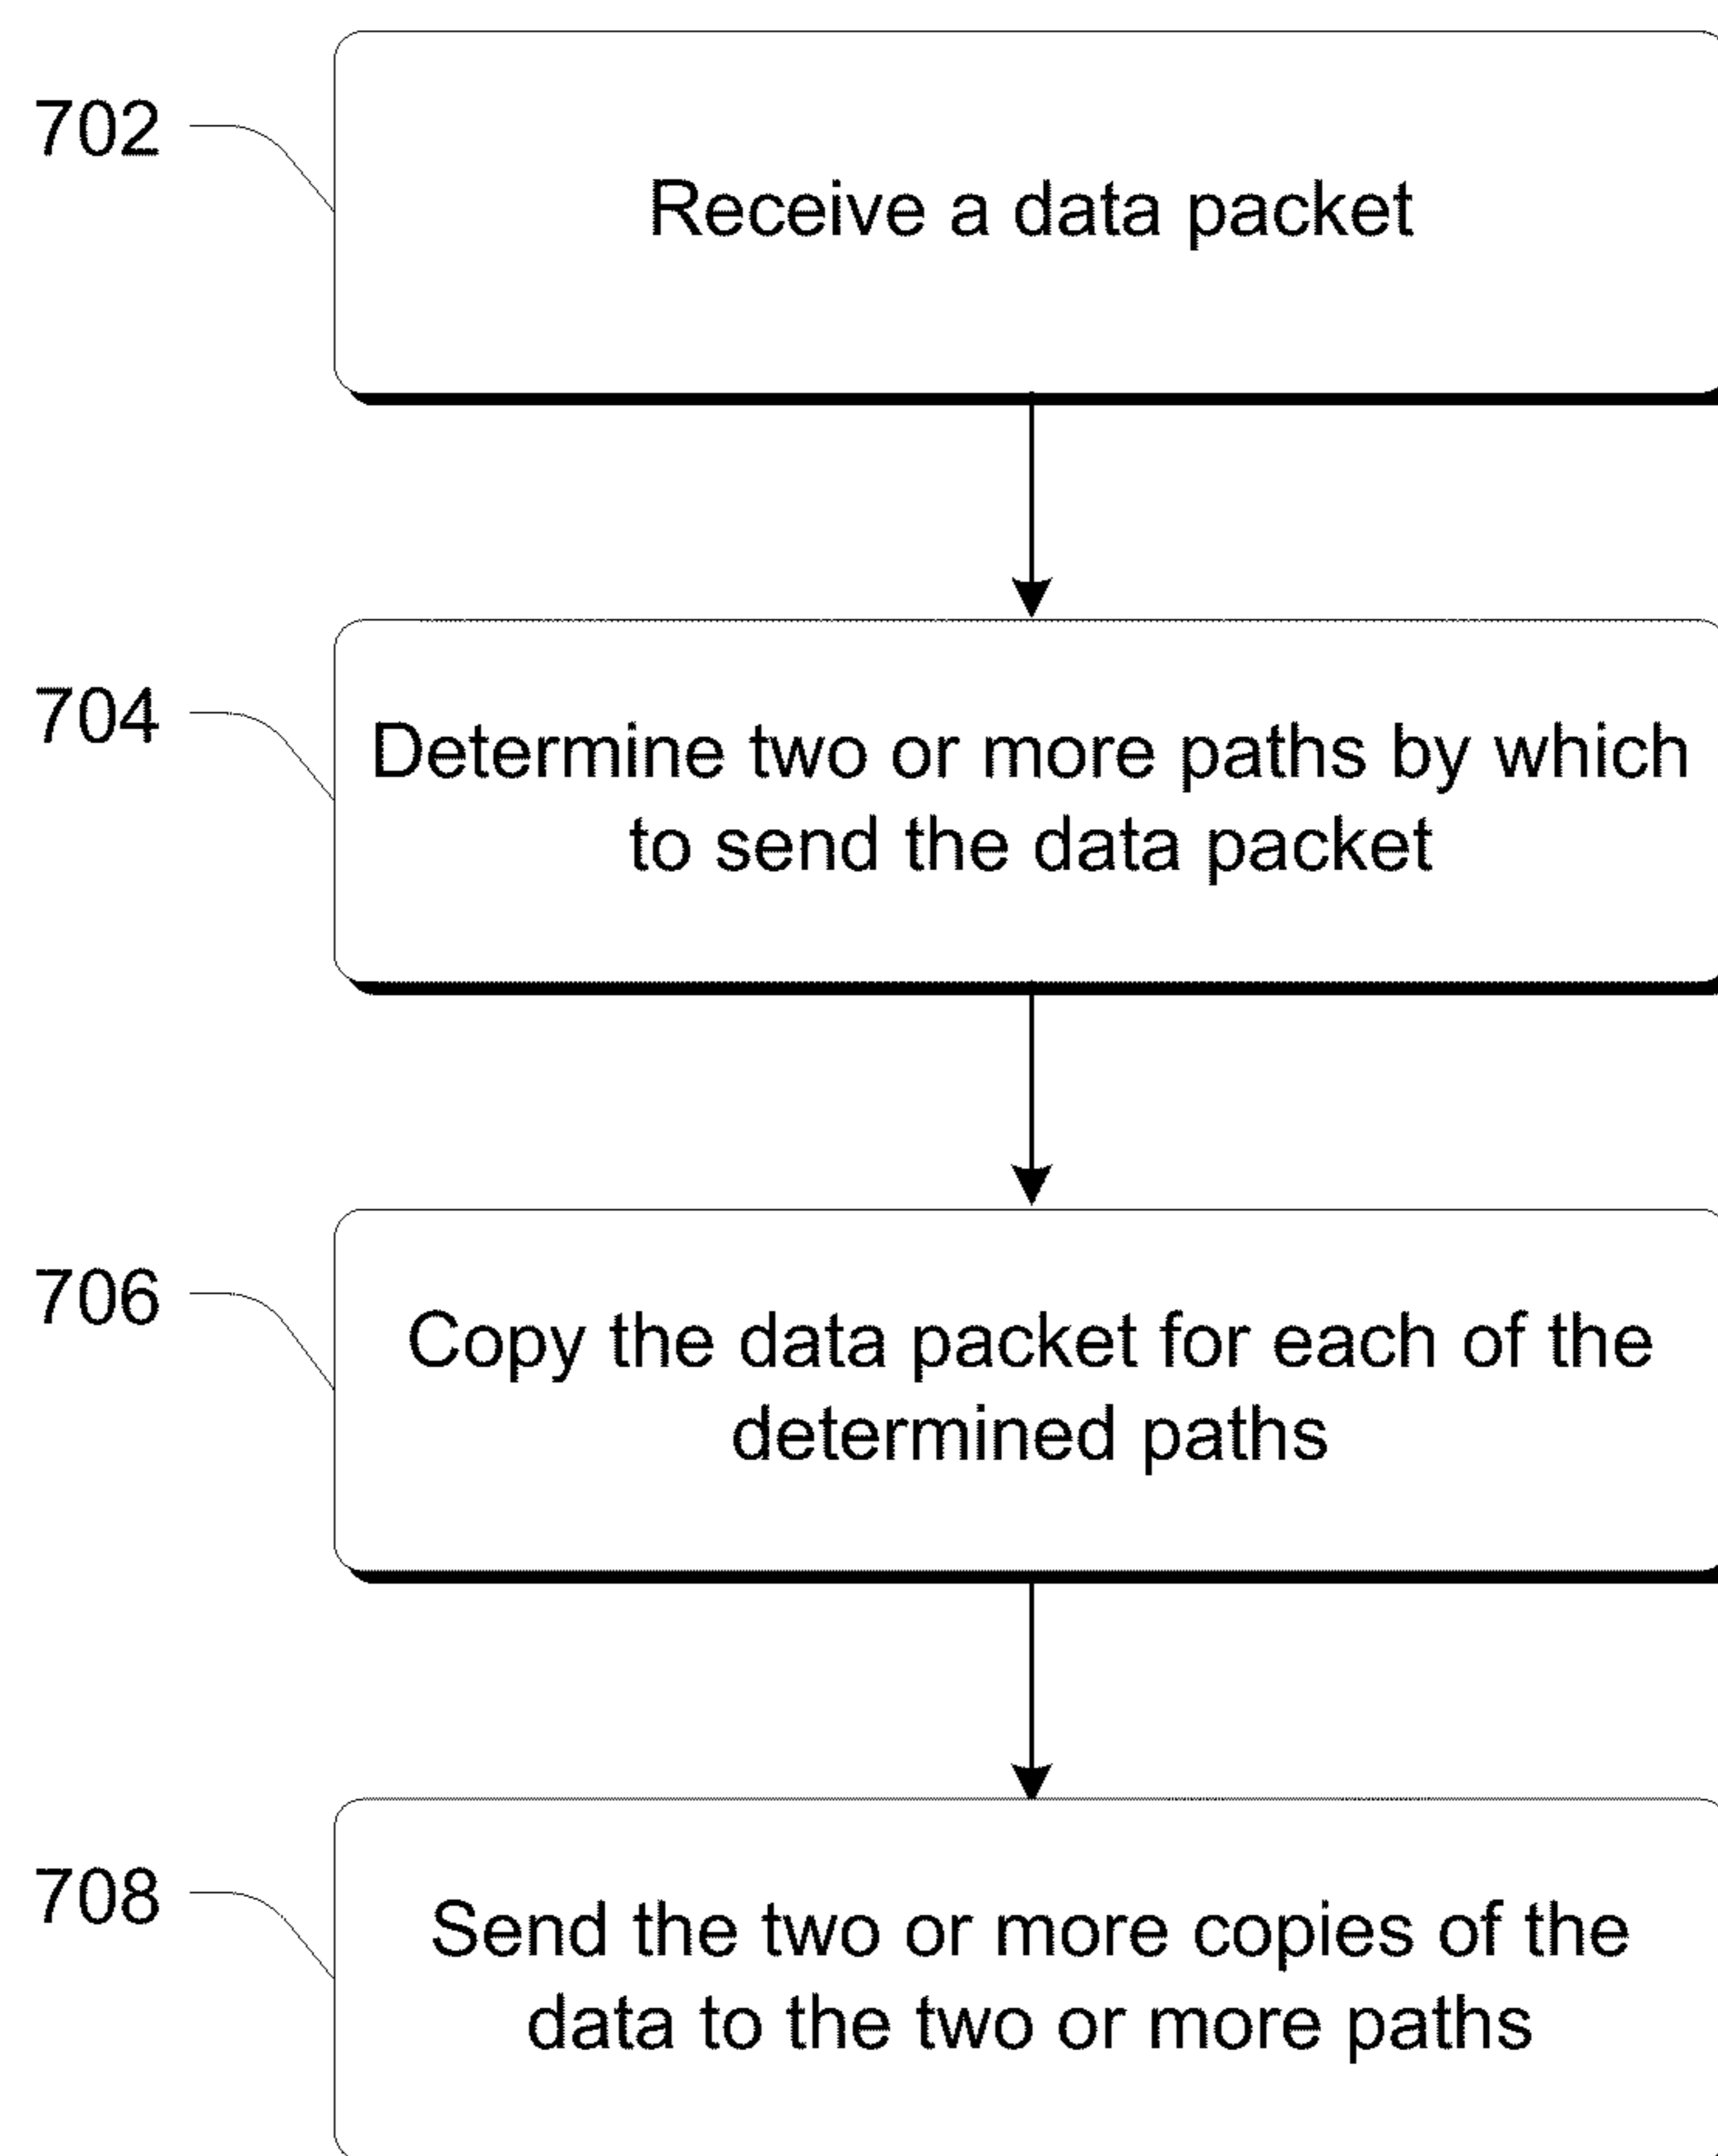 702
Receive a data packet
704
Determine two or more paths by which
to send the data packet
706
Copy the data packet for each of the
determined paths
708
Send the two or more copies of the
data to the two or more paths